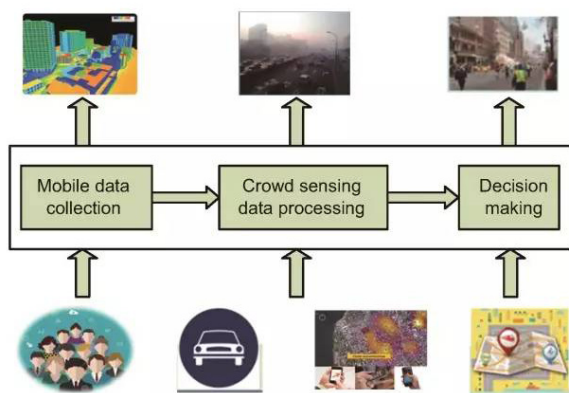 Mobile data
collection
Crowd sensing
data processing
Decision
making